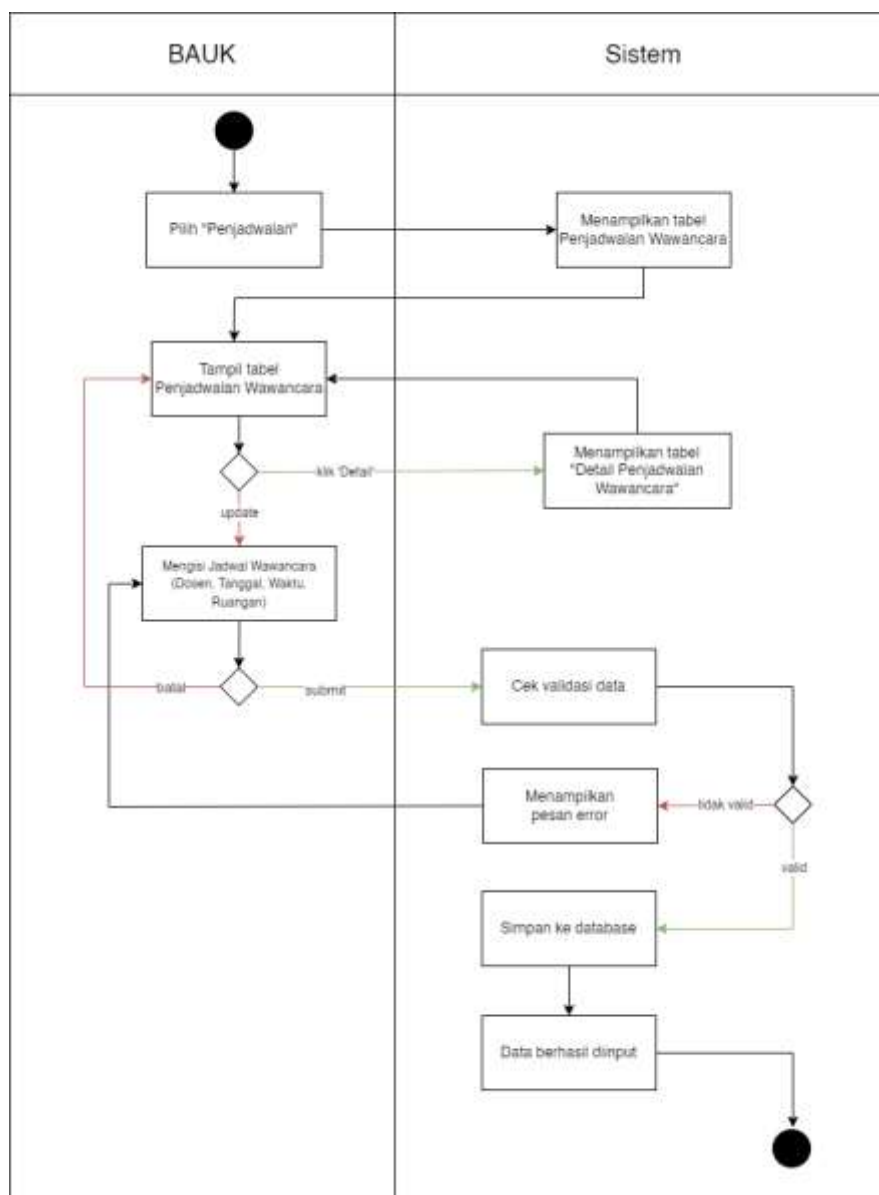 BAUK
Sistem
Pilih "Penjadwalan"
Menampilkan tabel
Penjadwalan Wawancara
Tampil tabel
Penjadwalan Wawancara
klik 'Detail'
Menampilkan tabel
"Detail Penjadwalan
Wawancara"
update
Mengisi Jadwal Wawancara
(Dosen, Tanggal, Waktu,
Ruangan)
batal
submit
Cek validasi data
Menampilkan
pesan error
tidak valid
valid
Simpan ke database
Data berhasil diinput